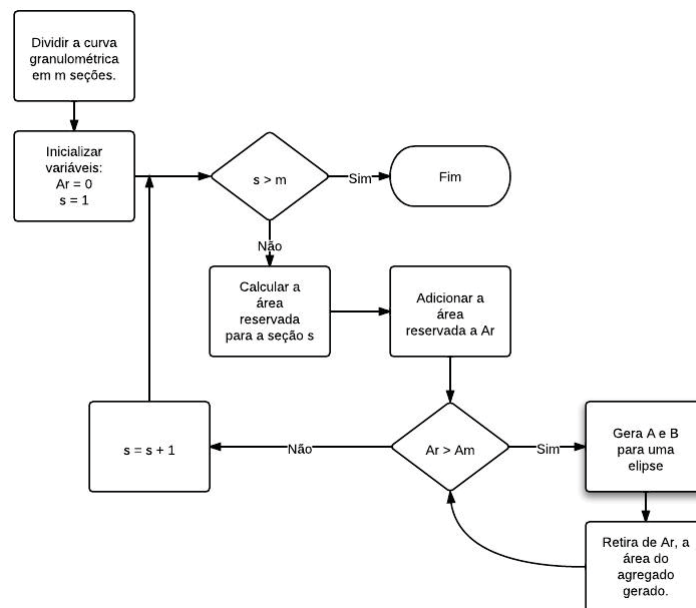 Dividir a curva
granulométrica
em m seções.
Inicializar
variáveis:
Ar = 0
s = 1
s > m
Sim
Fim
Não
Calcular a
área
reservada
para a seção s
Adicionar a
área
reservada a Ar
s = s + 1
Não
Ar > Am
Sim
Gera A e B
para uma
elipse
Retira de Ar, a
área do
agregado
gerado.